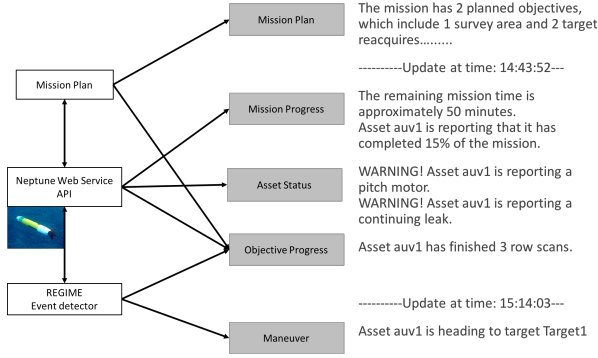 Mission Plan
Neptune Web Service
API
REGIME
Event detector
Mission Plan
Mission Progress
Asset Status
Objective Progress
Maneuver
The mission has 2 planned objectives,
which include 1 survey area and 2 target
reacquires.........
----------Update at time: 14:43:52---
The remaining mission time is
approximately 50 minutes.
Asset auv1 is reporting that it has
completed 15% of the mission.
WARNING! Asset auv1 is reporting a
pitch motor.
WARNING! Asset auv1 is reporting a
continuing leak.
Asset auv1 has finished 3 row scans.
----------Update at time: 15:14:03---
Asset auv1 is heading to target Target1